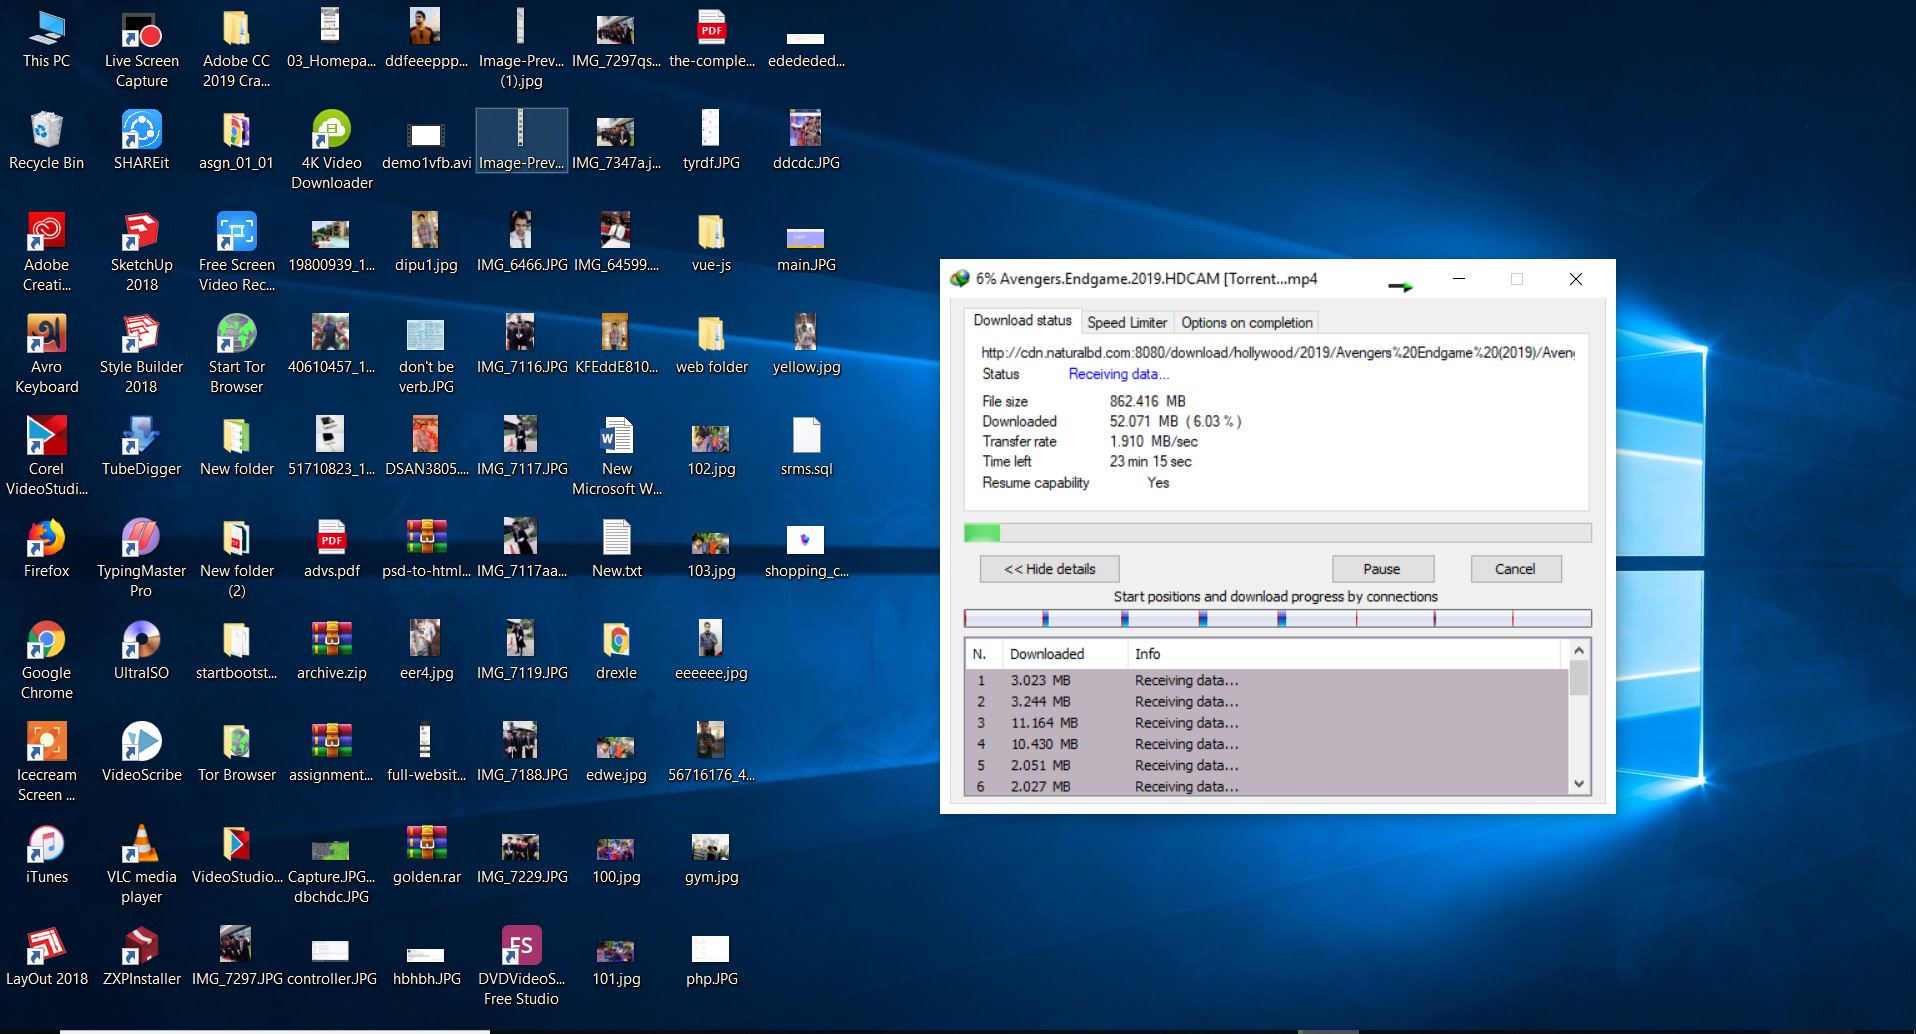 This PC
Live Screen
Capture
Adobe CC
2019 Cra...
03_Homepa...
ddfeeeppp...
Image-Prev...
(1).jpg
IMG_7297qs...
PDF
the-comple...
edededed...
Recycle Bin
SHAREit
asgn_01_01
4K Video
Downloader
demo1vfb.avi
Image-Prev...
IMG_7347a.j...
tyrdf.JPG
ddcdc.JPG
Adobe
Creati...
SketchUp
2018
Free Screen
Video Rec...
19800939_1...
dipu1.jpg
IMG_6466.JPG
IMG_64599....
vue-js
main.JPG
Avro
Keyboard
Style Builder
2018
Start Tor
Browser
40610457_1...
don't be
verb.JPG
IMG_7116.JPG
KFEddE810...
web folder
yellow.jpg
Corel
VideoStudi...
TubeDigger
New folder
51710823_1...
DSAN3805....
IMG_7117.JPG
New
Microsoft W...
102.jpg
srms.sql
Firefox
TypingMaster
Pro
New folder
(2)
PDF
advs.pdf
psd-to-html...
IMG_7117aa...
New.txt
103.jpg
shopping_c...
Google
Chrome
UltraISO
startbootst...
archive.zip
eer4.jpg
IMG_7119.JPG
drexle
eeeeee.jpg
Icecream
Screen ...
VideoScribe
Tor Browser
assignment...
full-websit...
IMG_7188.JPG
edwe.jpg
56716176_4...
iTunes
VLC media
player
VideoStudio...
Capture.JPG...
dbchdc.JPG
golden.rar
IMG_7229.JPG
100.jpg
gym.jpg
LayOut 2018
ZXPInstaller
IMG_7297.JPG
controller.JPG
hbhbh.JPG
FS
DVDVideoS...
Free Studio
101.jpg
php.JPG
6% Avengers.Endgame.2019.HDCAM [Torrent...mp4
Download status
Speed Limiter
Options on completion
http://cdn.naturalbd.com:8080/download/hollywood/2019/Avengers%20Endgame%20(2019)/Aveng
Status Receiving data...
File size 862.416 MB
Downloaded 52.071 MB ( 6.03 % )
Transfer rate 1.910 MB/sec
Time left 23 min 15 sec
Resume capability Yes
<< Hide details
Pause
Cancel
Start positions and download progress by connections
N. Downloaded Info
1 3.023 MB Receiving data...
2 3.244 MB Receiving data...
3 11.164 MB Receiving data...
4 10.430 MB Receiving data...
5 2.051 MB Receiving data...
6 2.027 MB Receiving data...